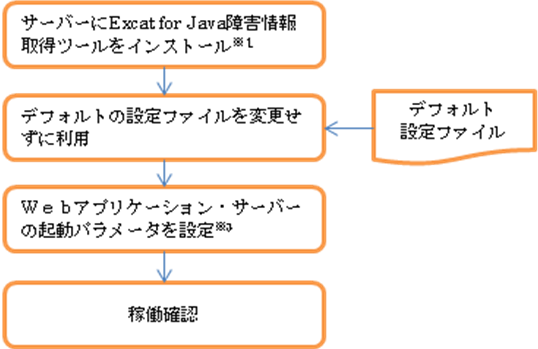 サーバーにExcat for Java障害情報
取得ツールをインストール※1
デフォルトの設定ファイルを変更せ
ずに利用
デフォルト
設定ファイル
Ｗｅｂアプリケーション・サーバー
の起動パラメータを設定※3
稼働確認